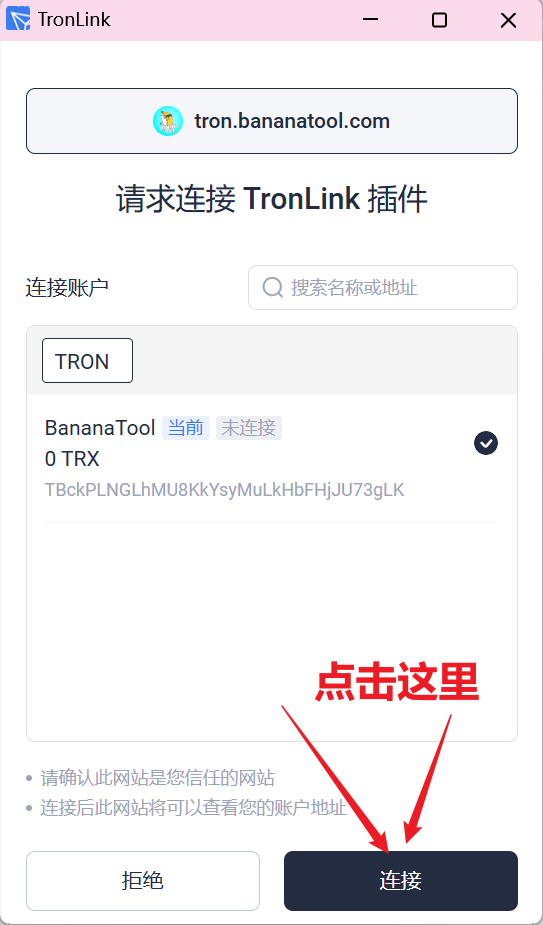 TronLink
tron.bananatool.com
请求连接 TronLink 插件
连接账户
搜索名称或地址
TRON
BananaTool 当前 未连接
0 TRX
TBckPLNGLhMU8KkYsyMuLkHbFHjJU73gLK
点击这里
请确认此网站是您信任的网站
连接后此网站将可以查看您的账户地址
拒绝
连接